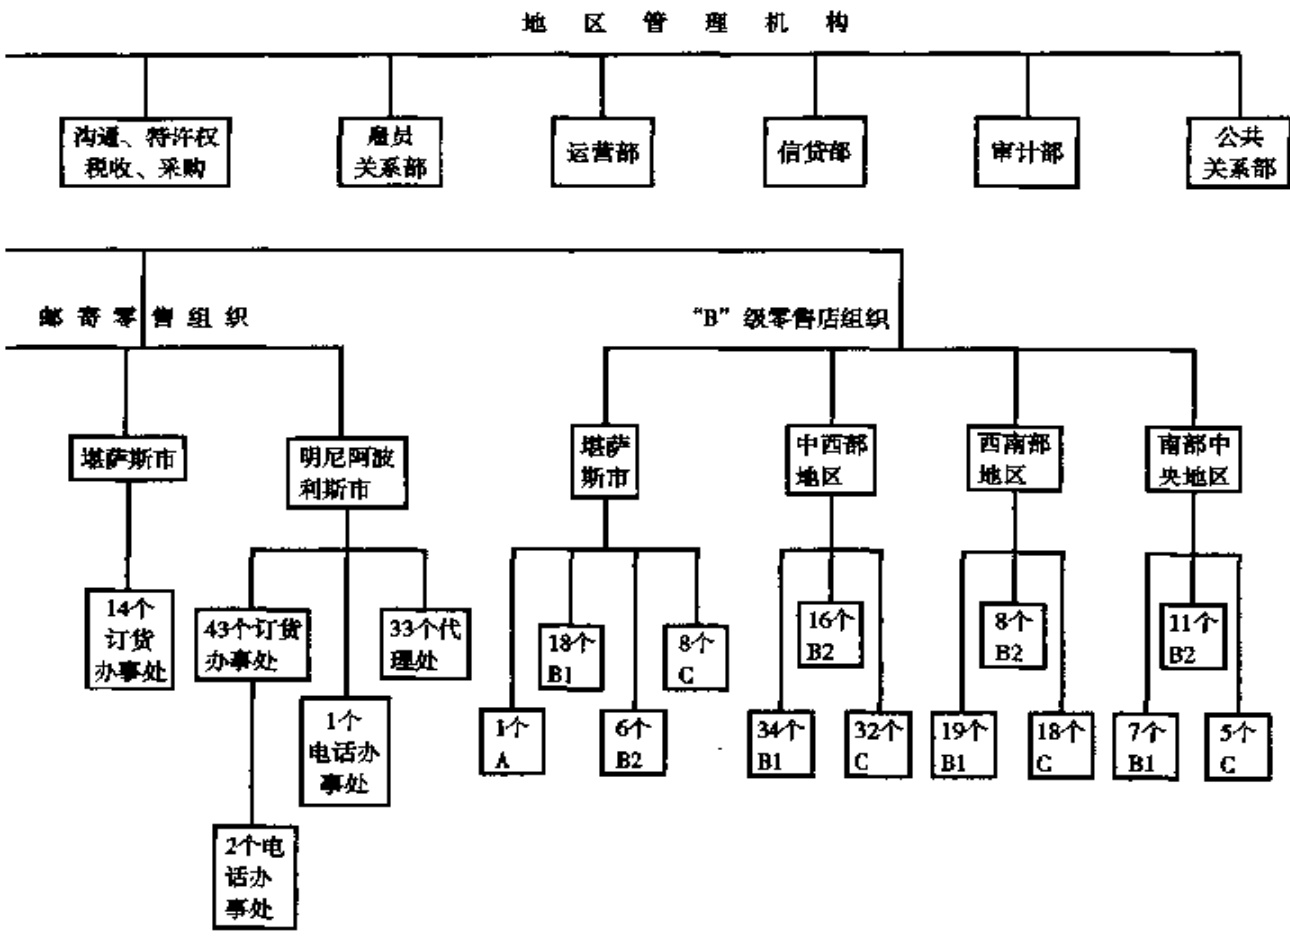 地区管理机构
沟通、特许权
税收、采购
雇员
关系部
运营部
信贷部
审计部
公共
关系部
邮寄零售组织
“B”级零售店组织
堪萨斯市
明尼阿波
利斯市
堪萨
斯市
中西部
地区
西南部
地区
南部中
央地区
14个
订货
办事处
43个订货
办事处
33个代
理处
1个
电话办
事处
2个电
话办
事处
1个
A
18个
B1
6个
B2
8个
C
34个
B1
16个
B2
32个
C
19个
B1
8个
B2
18个
C
7个
B1
11个
B2
5个
C